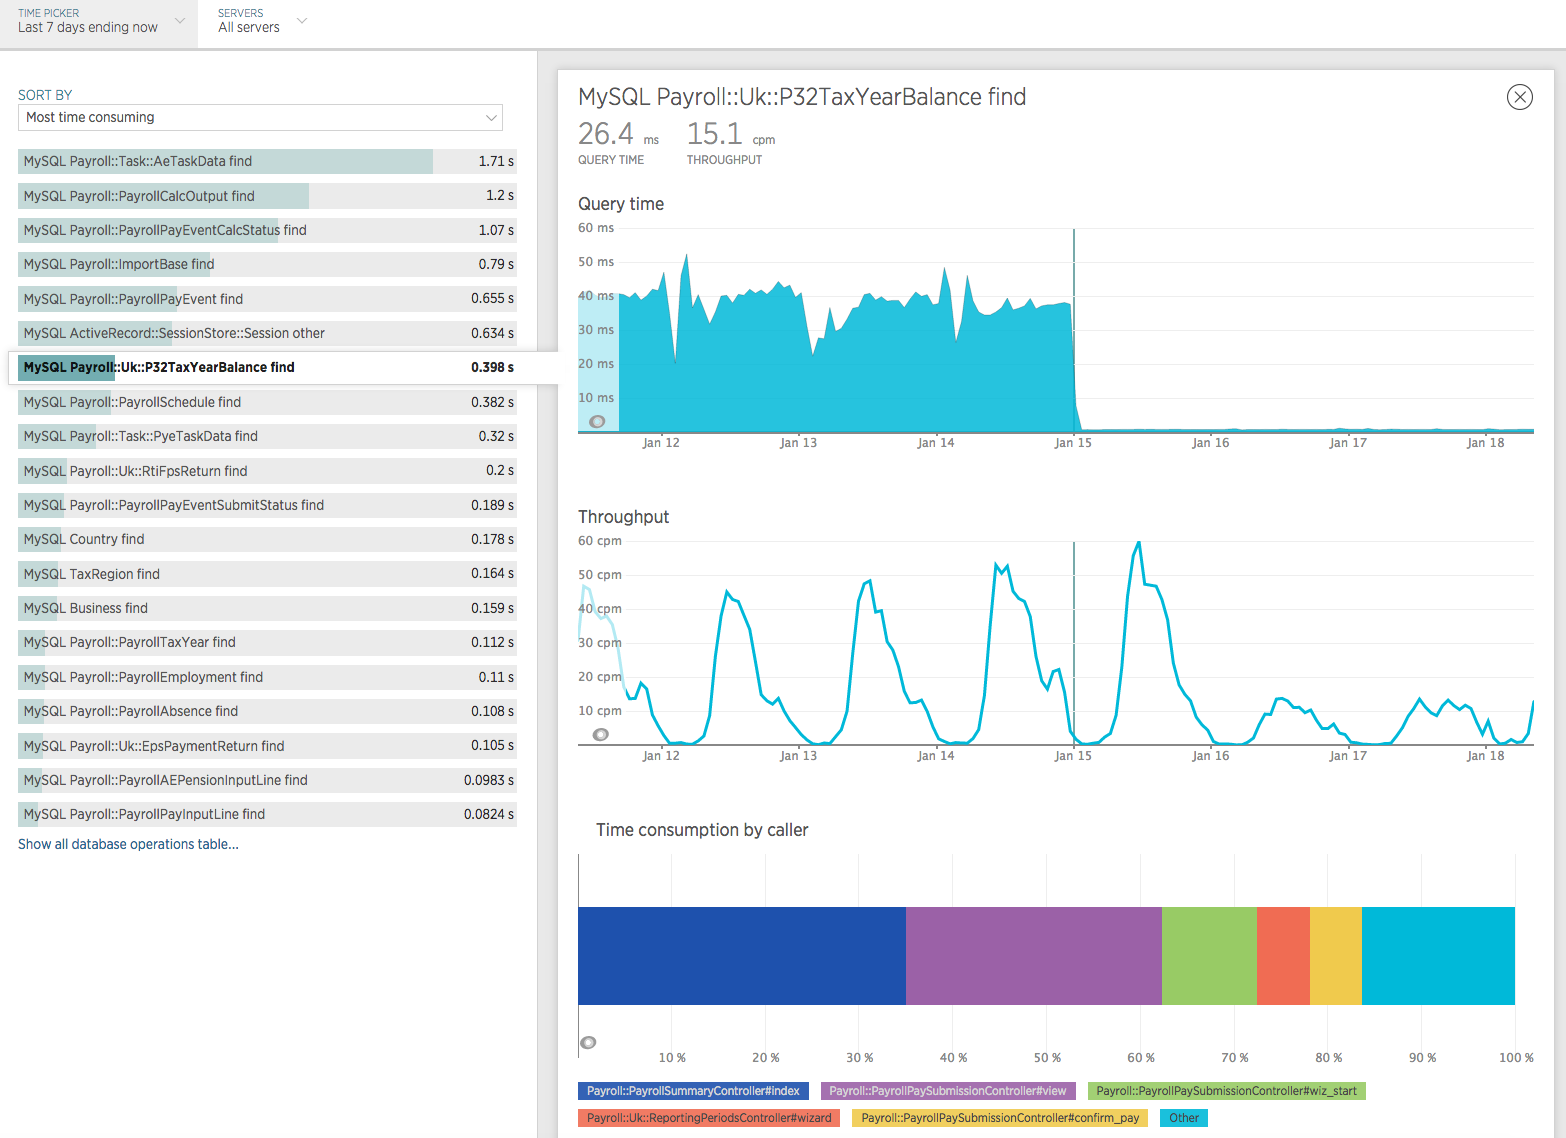 TIME PICKER
Last 7 days ending now
SERVERS
All servers
SORT BY
Most time consuming
MySQL Payroll::Task::AeTaskData find 1.71 s
MySQL Payroll::PayrollCalcOutput find 1.2 s
MySQL Payroll::PayrollPayEventCalcStatus find 1.07 s
MySQL Payroll::ImportBase find 0.79 s
MySQL Payroll::PayrollPayEvent find 0.655 s
MySQL ActiveRecord::SessionStore::Session other 0.634 s
MySQL Payroll::Uk::P32TaxYearBalance find 0.398 s
MySQL Payroll::PayrollSchedule find 0.382 s
MySQL Payroll::Task::PyeTaskData find 0.32 s
MySQL Payroll::Uk::RtiFpsReturn find 0.2 s
MySQL Payroll::PayrollPayEventSubmitStatus find 0.189 s
MySQL Country find 0.178 s
MySQL TaxRegion find 0.164 s
MySQL Business find 0.159 s
MySQL Payroll::PayrollTaxYear find 0.112 s
MySQL Payroll::PayrollEmployment find 0.11 s
MySQL Payroll::PayrollAbsence find 0.108 s
MySQL Payroll::Uk::EpsPaymentReturn find 0.105 s
MySQL Payroll::PayrollAEPensionInputLine find 0.0983 s
MySQL Payroll::PayrollPayInputLine find 0.0824 s
Show all database operations table...
MySQL Payroll::Uk::P32TaxYearBalance find
26.4 ms 15.1 cpm
QUERY TIME THROUGHPUT
Query time
60 ms
50 ms
40 ms
30 ms
20 ms
10 ms
Jan 12 Jan 13 Jan 14 Jan 15 Jan 16 Jan 17 Jan 18
Throughput
60 cpm
50 cpm
40 cpm
30 cpm
20 cpm
10 cpm
Jan 12 Jan 13 Jan 14 Jan 15 Jan 16 Jan 17 Jan 18
Time consumption by caller
10 % 20 % 30 % 40 % 50 % 60 % 70 % 80 % 90 % 100 %
Payroll::PayrollSummaryController#index Payroll::PayrollPaySubmissionController#view Payroll::PayrollPaySubmissionController#wiz_start
Payroll::Uk::ReportingPeriodsController#wizard Payroll::PayrollPaySubmissionController#confirm_pay Other